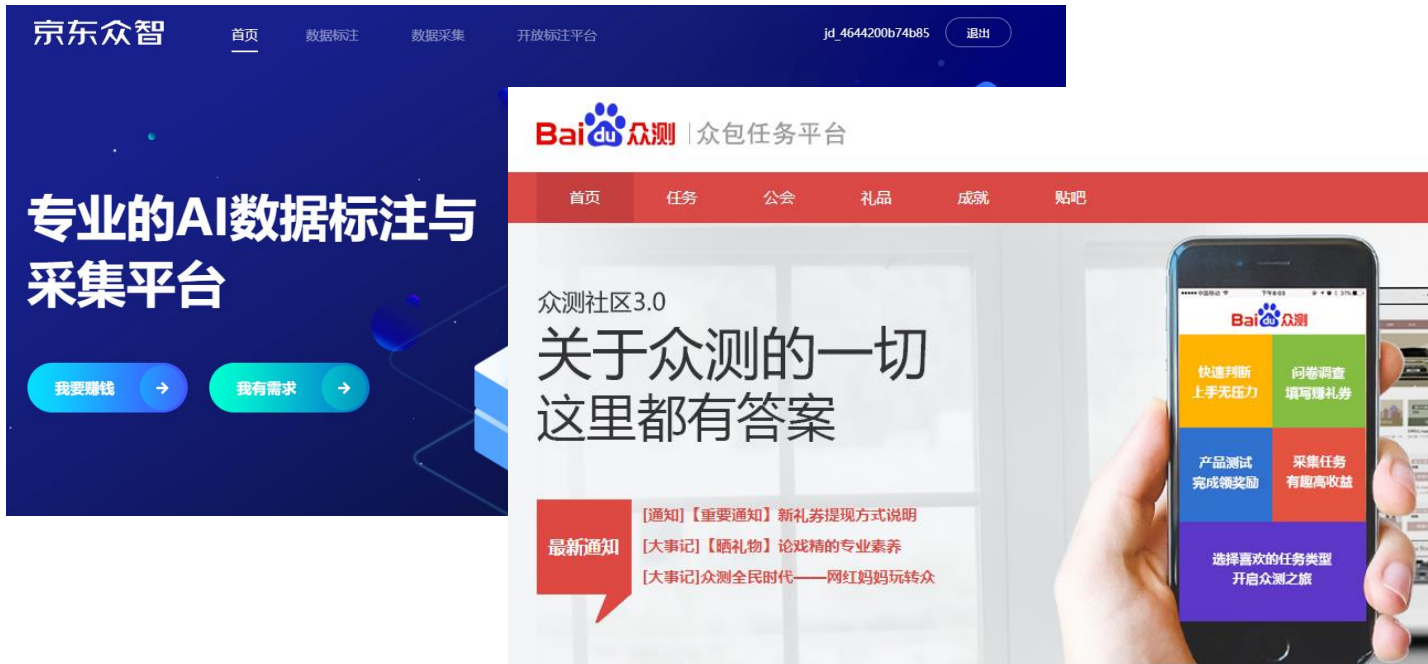 京东众智
首页 数据标注 数据采集 开放标注平台
jd_4644200b74b85 退出
专业的AI数据标注与
采集平台
我要赚钱 我有需求
Baidu众测 众包任务平台
首页 任务 公会 礼品 成就 贴吧
众测社区3.0
关于众测的一切
这里都有答案
最新通知
[通知]【重要通知】新礼券提现方式说明
[大事记]【晒礼物】论戏精的专业素养
[大事记]众测全民时代——网红妈妈玩转众
中国移动 下午6:03 37%
Baidu众测
快速判断
上手无压力
问卷调查
填写赚礼券
产品测试
完成领奖励
采集任务
有趣高收益
选择喜欢的任务类型
开启众测之旅